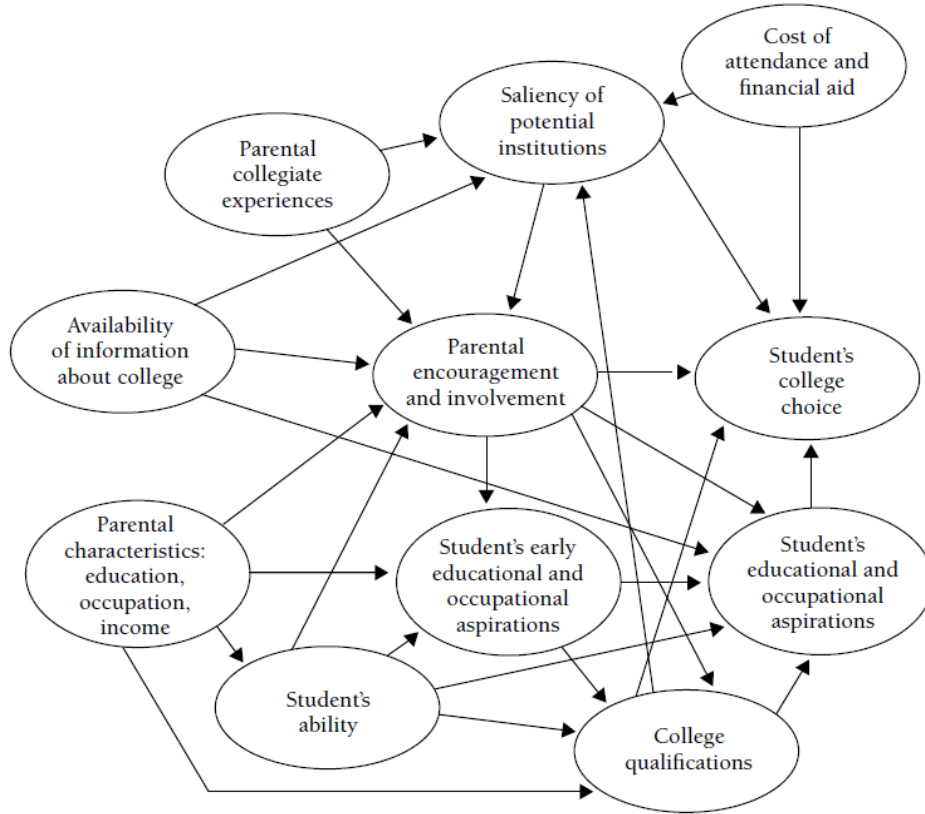 Cost of
attendance and
financial aid
Saliency of
potential
institutions
Parental
collegiate
experiences
Availability
of information
about college
Parental
encouragement
and involvement
Student’s
college
choice
Parental
characteristics:
education,
occupation,
income
Student’s early
educational and
occupational
aspirations
Student’s
educational and
occupational
aspirations
Student’s
ability
College
qualifications